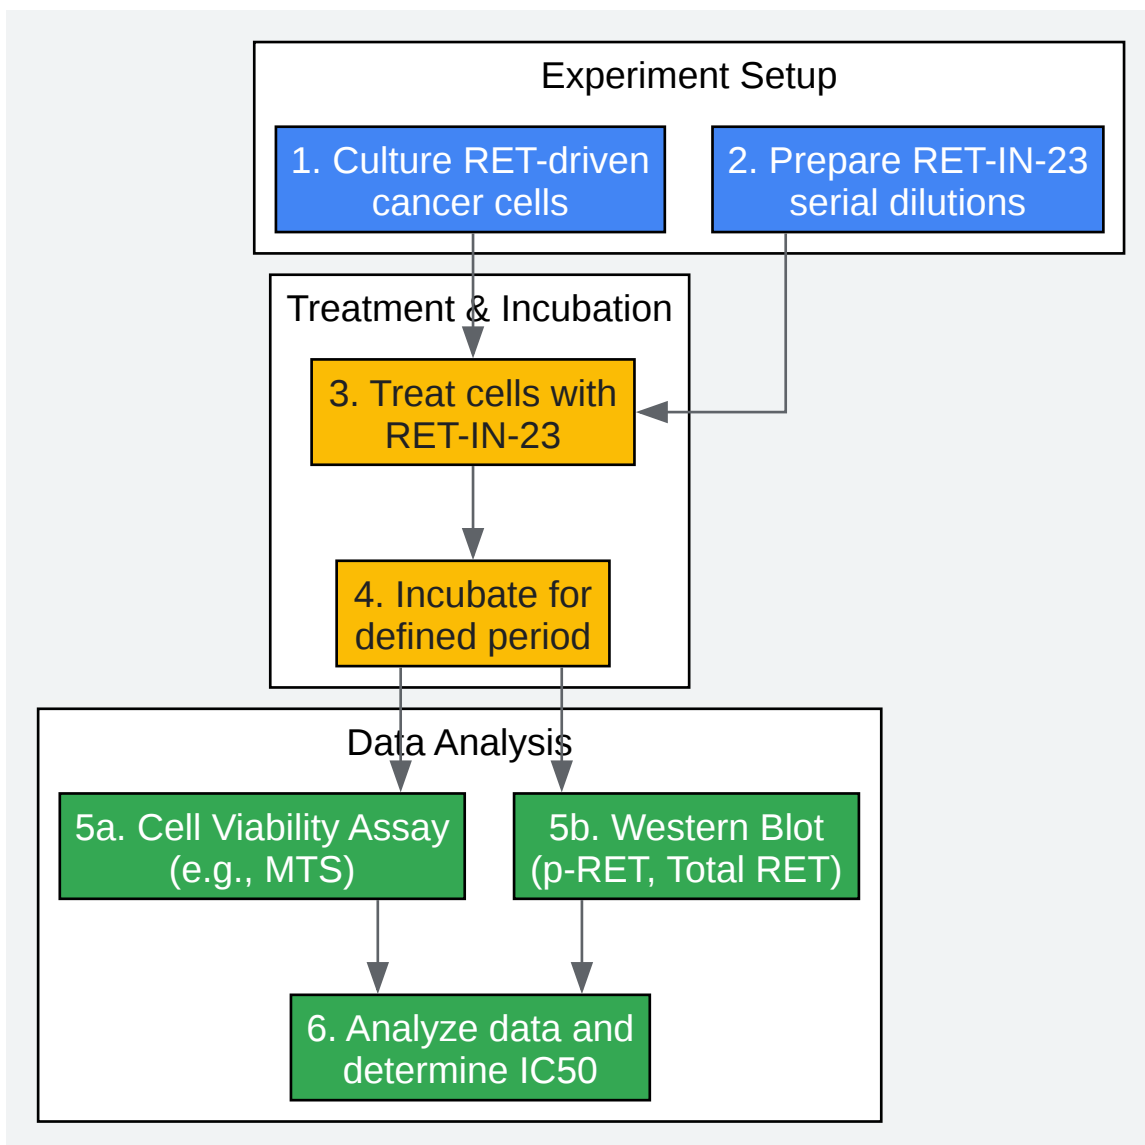 Experiment Setup
1. Culture RET-driven
cancer cells
2. Prepare RET-IN-23
serial dilutions
Treatment & Incubation
3. Treat cells with
RET-IN-23
4. Incubate for
defined period
Data Analysis
5a. Cell Viability Assay
(e.g., MTS)
5b. Western Blot
(p-RET, Total RET)
6. Analyze data and
determine IC50